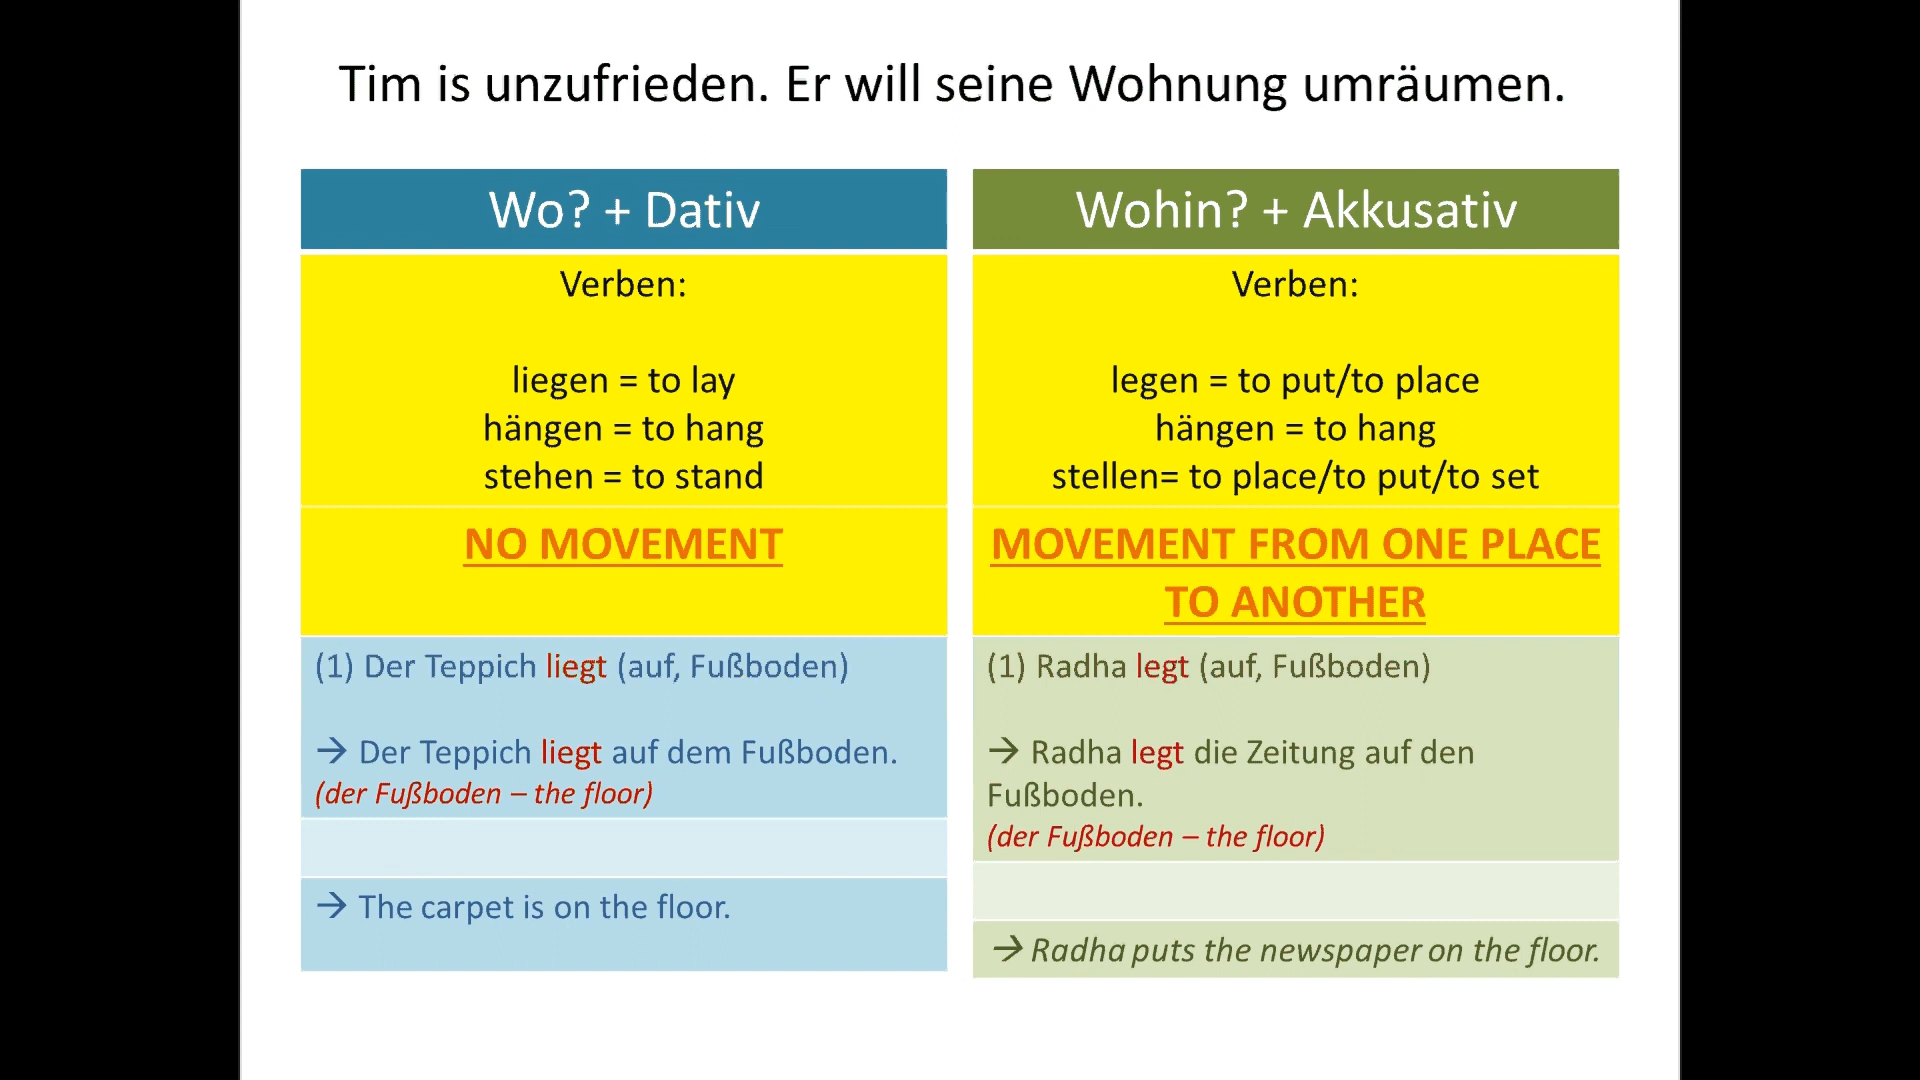 Tim is unzufrieden. Er will seine Wohnung umräumen.
Wo? + Dativ
Verben:
liegen = to lay
hängen = to hang
stehen = to stand
NO MOVEMENT
(1) Der Teppich liegt (auf, Fußboden)
→ Der Teppich liegt auf dem Fußboden.
(der Fußboden – the floor)
→ The carpet is on the floor.
Wohin? + Akkusativ
Verben:
legen = to put/to place
hängen = to hang
stellen= to place/to put/to set
MOVEMENT FROM ONE PLACE
TO ANOTHER
(1) Radha legt (auf, Fußboden)
→ Radha legt die Zeitung auf den
Fußboden.
(der Fußboden – the floor)
→ Radha puts the newspaper on the floor.